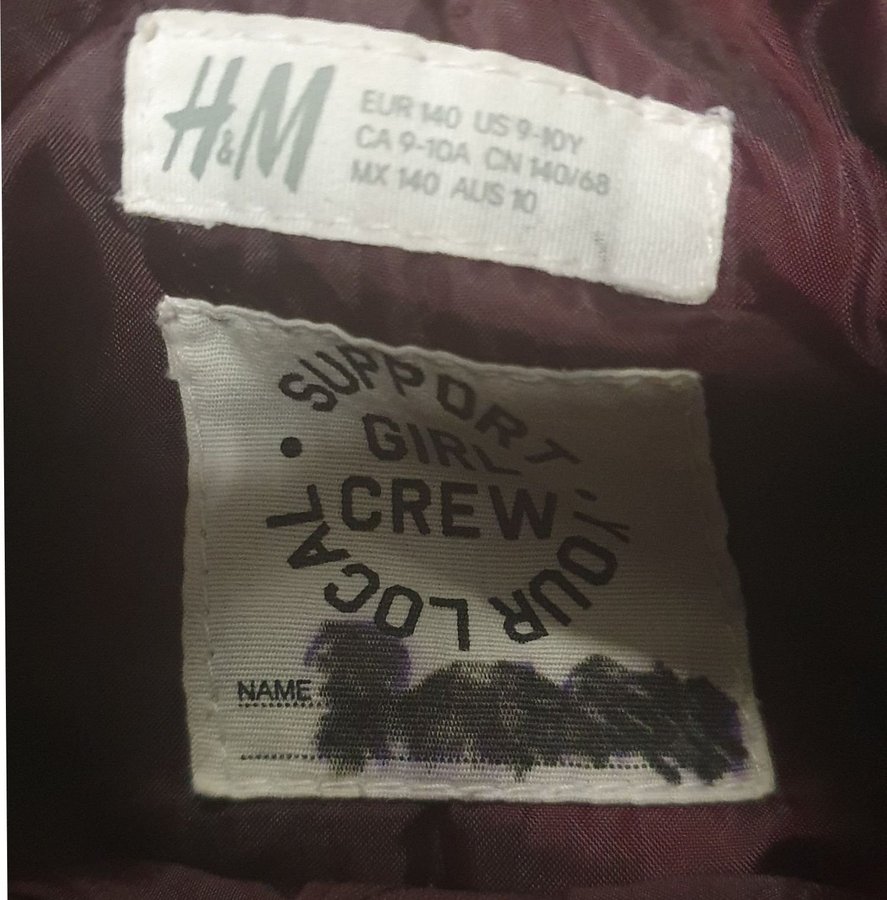 H&M
EUR 140 US 9-10Y
CA 9-10A CN 140/68
MX 140 AUS 10
SUPPORT YOUR LOCAL •
GIRL
CREW
NAME